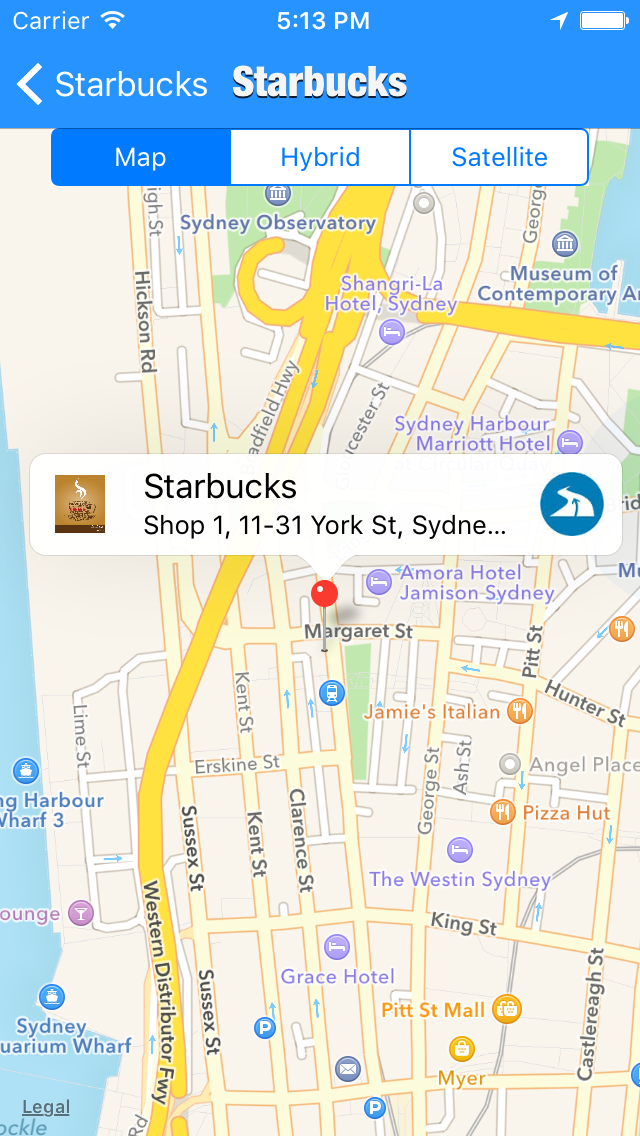 Carrier
5:13 PM
Starbucks
Starbucks
Map
Hybrid
Satellite
Sydney Observatory
Museum of
Contemporary
Shangri-La
Hotel, Sydney
Hickson Rd
Sydney Harbour
Marriott Hotel
Starbucks
Shop 1, 11-31 York St, Sydne...
Amora Hotel
Jamison Sydney
Margaret St
Pitt St
Hunter St
Kent St
Lime St
Jamie's Italian
Erskine St
George St
Ash St
Angel Place
Harbour
Wharf 3
Pizza Hut
Sussex St
Kent St
Clarence St
The Westin Sydney
King St
Western Distributor Fwy
Grace Hotel
Sussex St
Castlereagh St
Pitt St Mall
Sydney
uarium Wharf
P
Myer
P
Legal
Rd
ockle